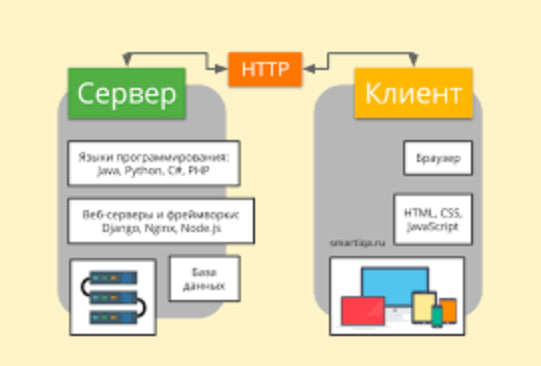 HTTP
Сервер
Клиент
Языки программирования:
Java, Python, C#, PHP
Веб-серверы и фреймворки:
Django, Nginx, Node.js
База
данных
Браузер
HTML, CSS,
JavaScript
smartiqa.ru